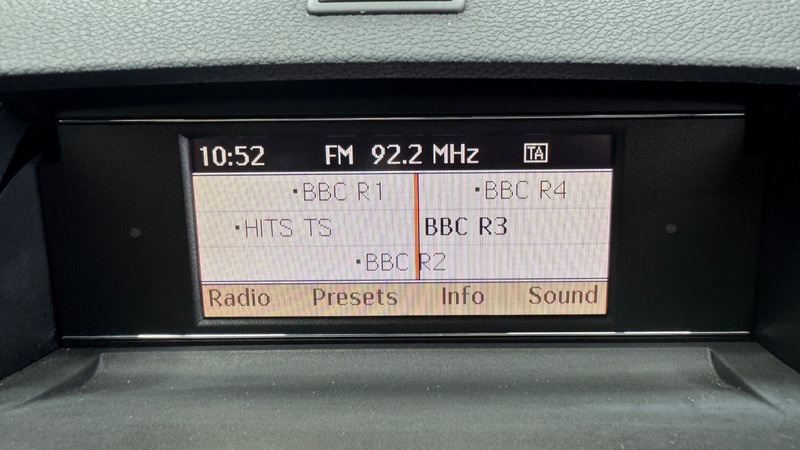 10:52 FM 92.2 MHz TA
·BBC R1 ·BBC R4
·HITS TS BBC R3
·BBC R2
Radio Presets Info Sound